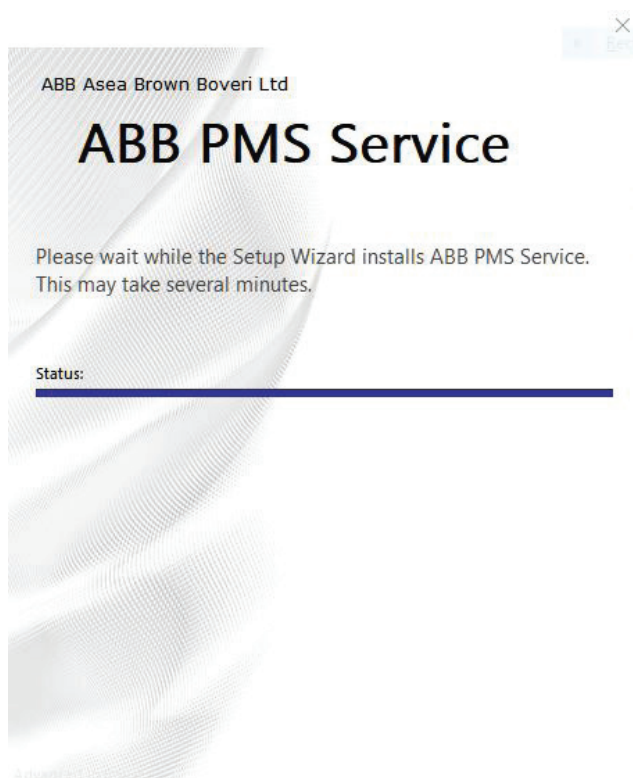 ABB Asea Brown Boveri Ltd
ABB PMS Service
Please wait while the Setup Wizard installs ABB PMS Service.
This may take several minutes.
Status: